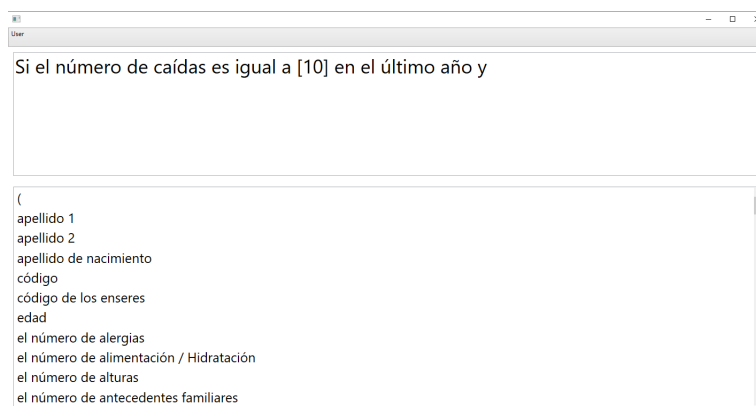 User
Si el número de caídas es igual a [10] en el último año y
(
apellido 1
apellido 2
apellido de nacimiento
código
código de los enseres
edad
el número de alergias
el número de alimentación / Hidratación
el número de alturas
el número de antecedentes familiares